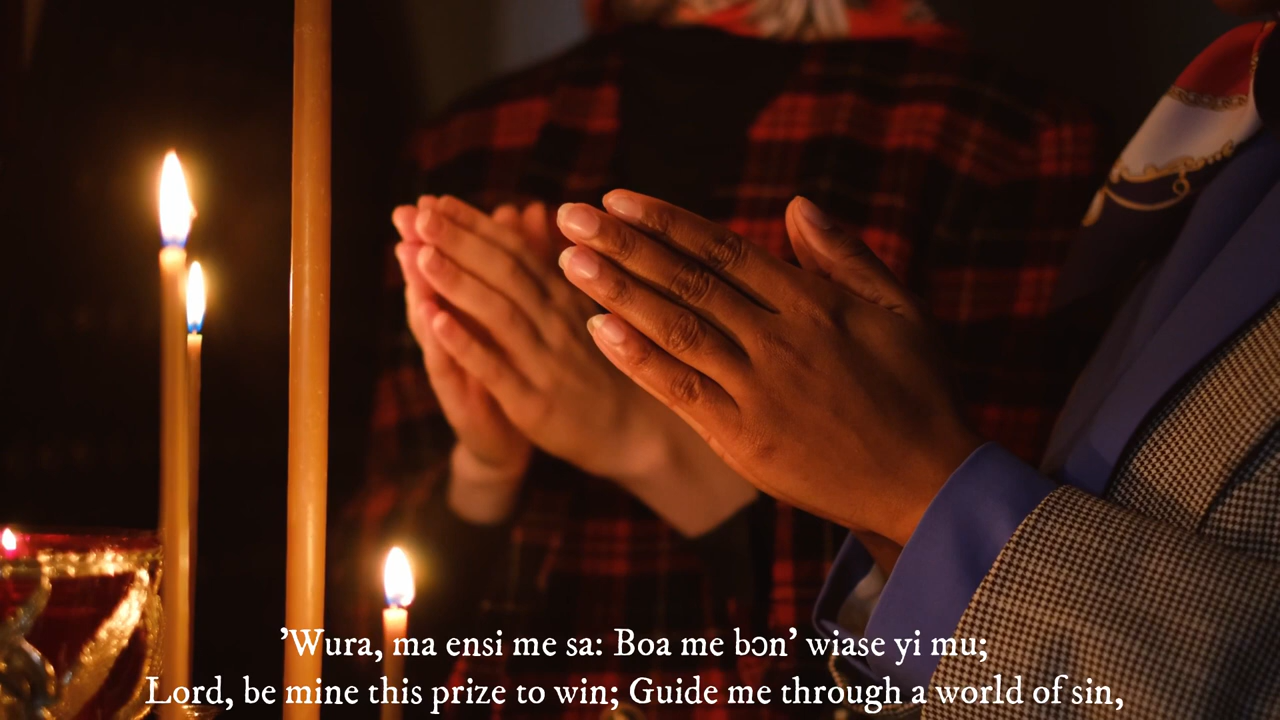 'Wura, ma ensi me sa: Boa me bɔn' wiase yi mu;
Lord, be mine this prize to win; Guide me through a world of sin,